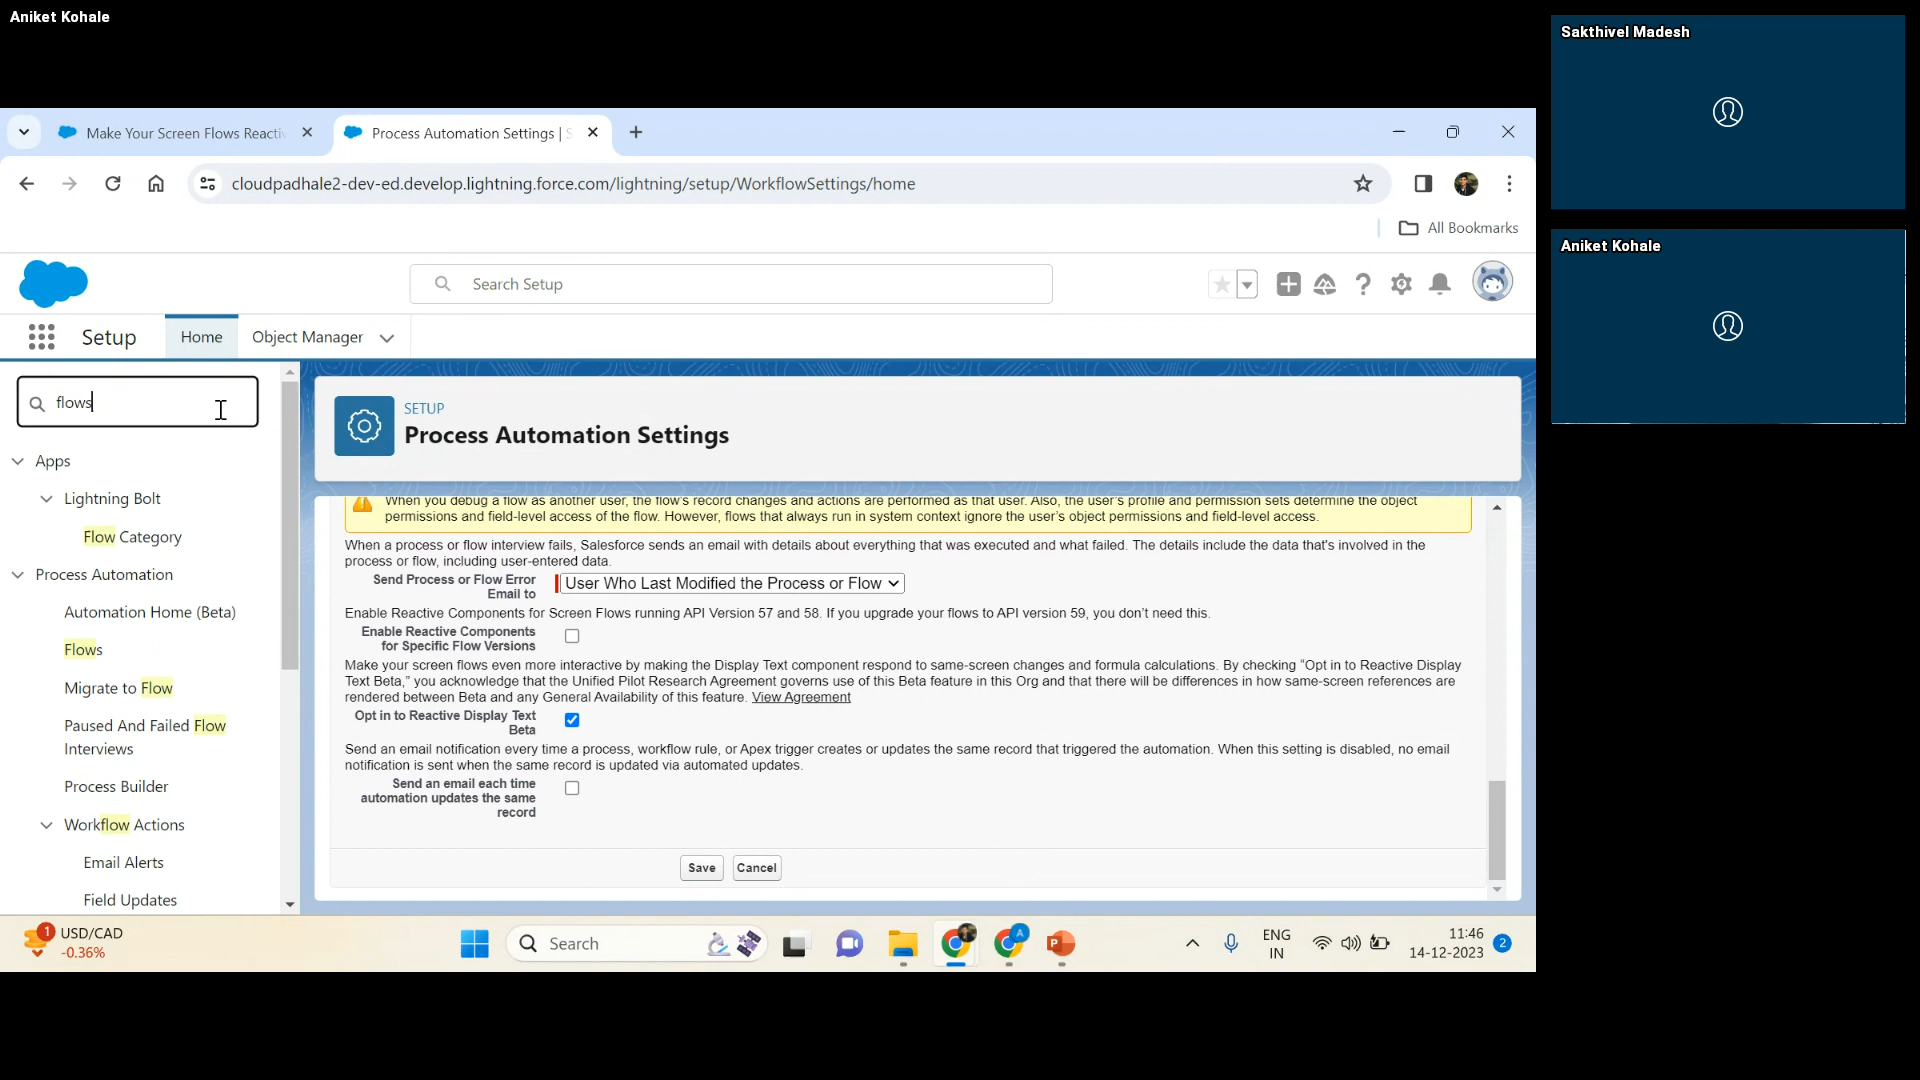 Aniket Kohale
Sakthivel Madesh
Aniket Kohale
Make Your Screen Flows Reacti
Process Automation Settings | S
cloudpadhale2-dev-ed.develop.lightning.force.com/lightning/setup/WorkflowSettings/home
All Bookmarks
Search Setup
Setup
Home
Object Manager
flows
Apps
Lightning Bolt
Flow Category
Process Automation
Automation Home (Beta)
Flows
Migrate to Flow
Paused And Failed Flow
Interviews
Process Builder
Workflow Actions
Email Alerts
Field Updates
SETUP
Process Automation Settings
When you debug a flow as another user, the flow's record changes and actions are performed as that user. Also, the user's profile and permission sets determine the object
permissions and field-level access of the flow. However, flows that always run in system context ignore the user's object permissions and field-level access.
When a process or flow interview fails, Salesforce sends an email with details about everything that was executed and what failed. The details include the data that's involved in the
process or flow, including user-entered data.
Send Process or Flow Error
Email to
User Who Last Modified the Process or Flow
Enable Reactive Components for Screen Flows running API Version 57 and 58. If you upgrade your flows to API version 59, you don't need this.
Enable Reactive Components
for Specific Flow Versions
Make your screen flows even more interactive by making the Display Text component respond to same-screen changes and formula calculations. By checking "Opt in to Reactive Display
Text Beta," you acknowledge that the Unified Pilot Research Agreement governs use of this Beta feature in this Org and that there will be differences in how same-screen references are
rendered between Beta and any General Availability of this feature. View Agreement
Opt in to Reactive Display Text
Beta
Send an email notification every time a process, workflow rule, or Apex trigger creates or updates the same record that triggered the automation. When this setting is disabled, no email
notification is sent when the same record is updated via automated updates.
Send an email each time
automation updates the same
record
Save
Cancel
1
USD/CAD
-0.36%
Search
A
ENG
IN
11:46
14-12-2023
2